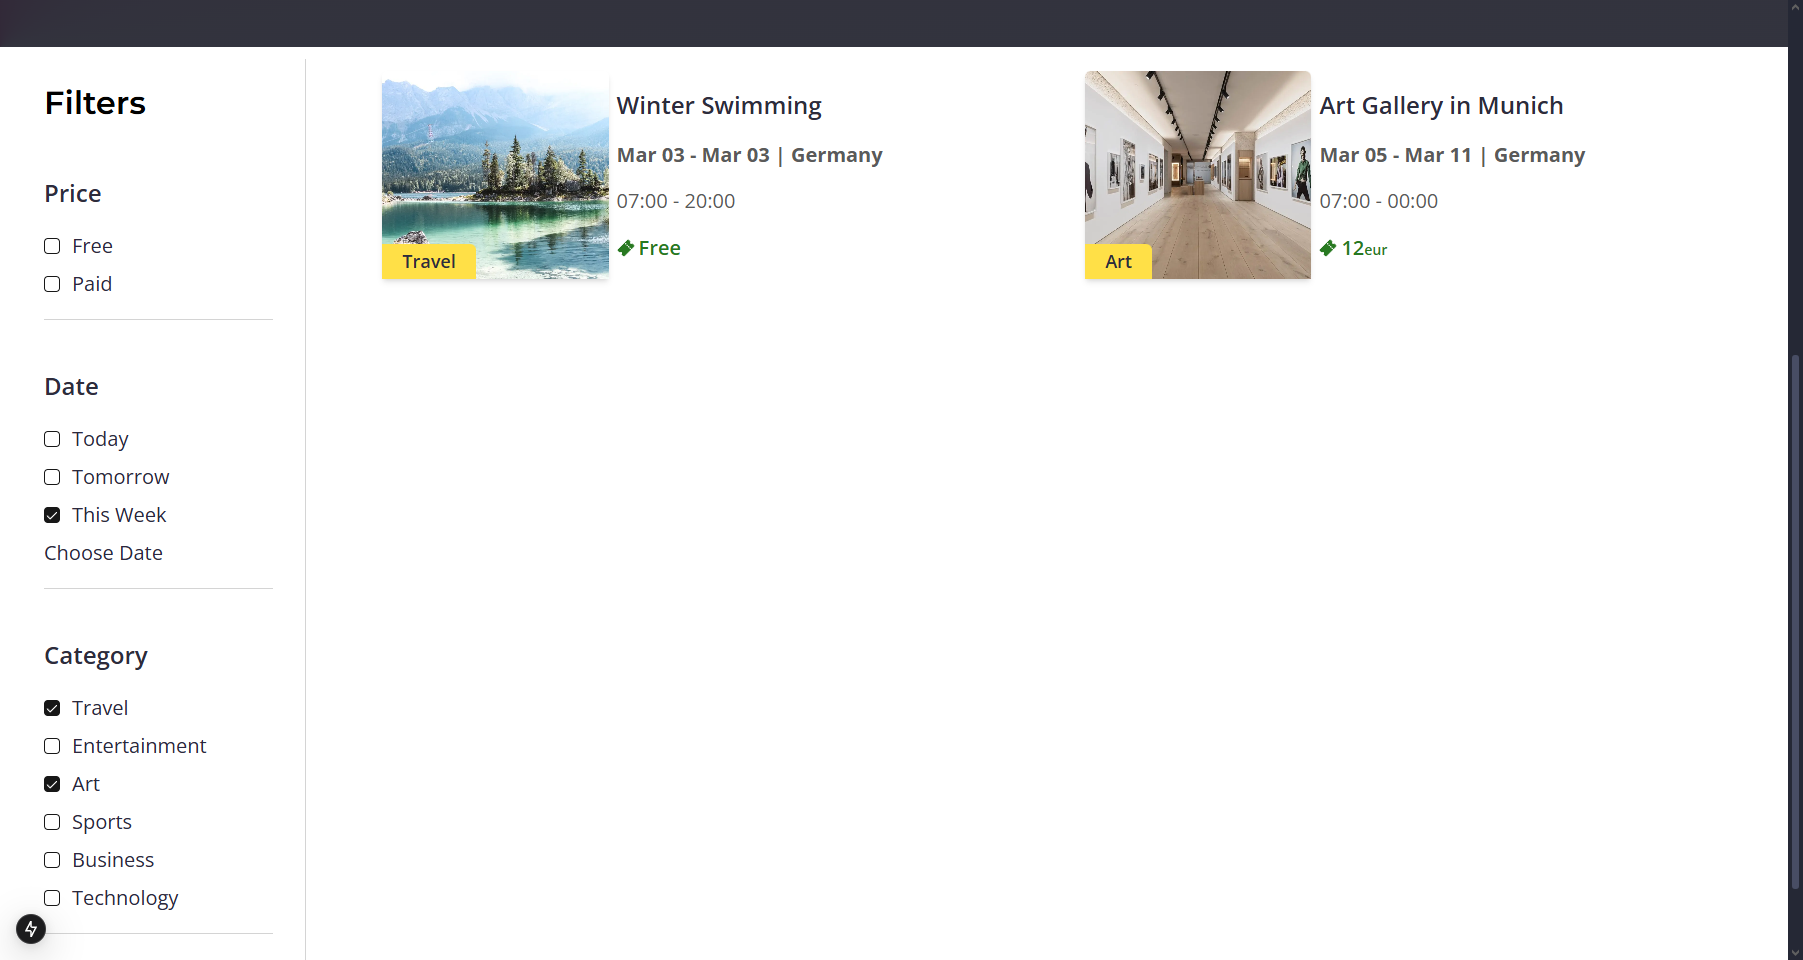 Filters
Price
Free
Paid
Date
Today
Tomorrow
This Week
Choose Date
Category
Travel
Entertainment
Art
Sports
Business
Technology
Travel
Winter Swimming
Mar 03 - Mar 03 | Germany
07:00 - 20:00
Free
Art
Art Gallery in Munich
Mar 05 - Mar 11 | Germany
07:00 - 00:00
12eur